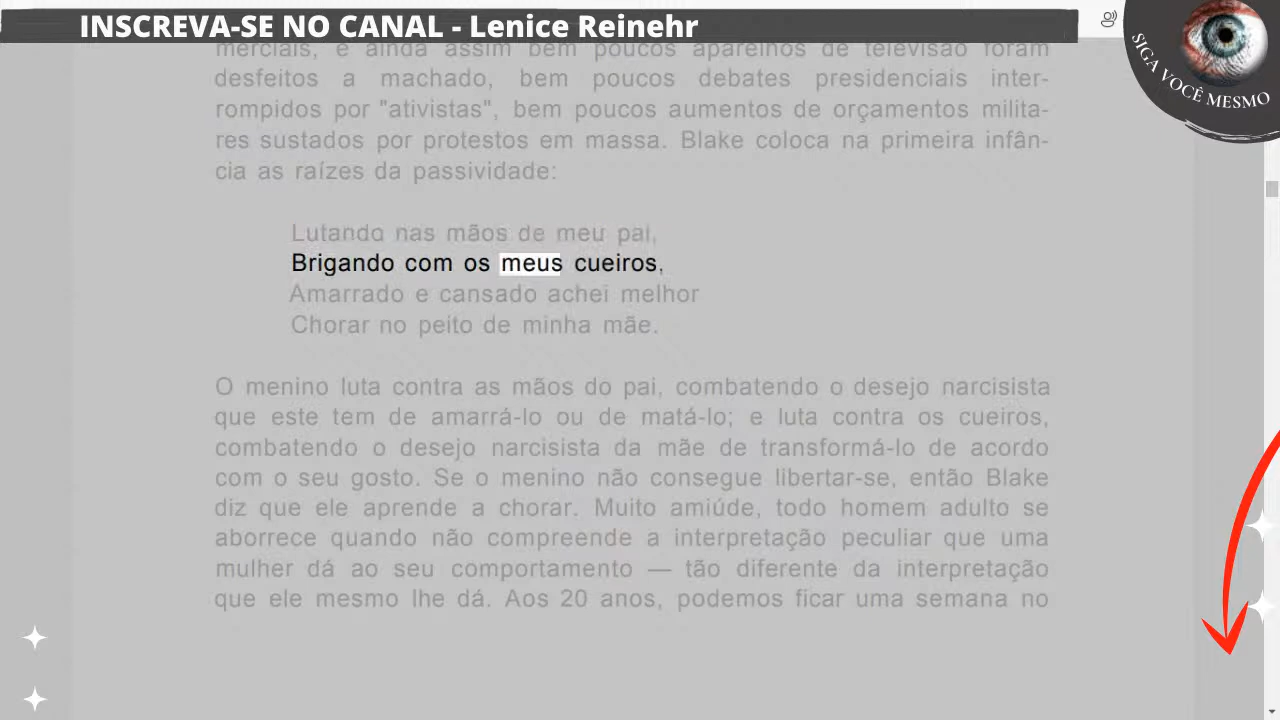 INSCREVA-SE NO CANAL - Lenice Reinehr
SIGA VOCÊ MESMO
merciais, e ainda assim bem poucos aparelhos de televisão foram
desfeitos a machado, bem poucos debates presidenciais inter-
rompidos por "ativistas", bem poucos aumentos de orçamentos milita-
res sustados por protestos em massa. Blake coloca na primeira infân-
cia as raízes da passividade:
Lutando nas mãos de meu pai,
Brigando com os meus cueiros,
Amarrado e cansado achei melhor
Chorar no peito de minha mãe.
O menino luta contra as mãos do pai, combatendo o desejo narcisista
que este tem de amarrá-lo ou de matá-lo; e luta contra os cueiros,
combatendo o desejo narcisista da mãe de transformá-lo de acordo
com o seu gosto. Se o menino não consegue libertar-se, então Blake
diz que ele aprende a chorar. Muito amiúde, todo homem adulto se
aborrece quando não compreende a interpretação peculiar que uma
mulher dá ao seu comportamento — tão diferente da interpretação
que ele mesmo lhe dá. Aos 20 anos, podemos ficar uma semana no